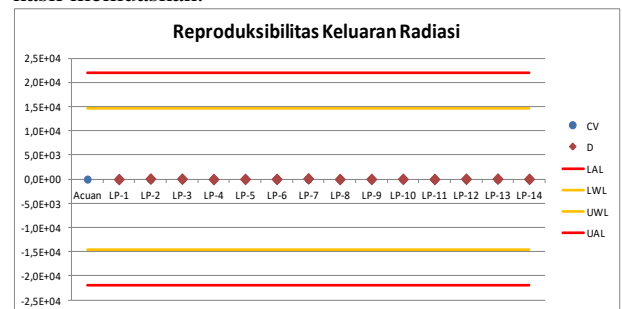 Reproduksibilitas Keluaran Radiasi
2,5E+04
2,0E+04
1,5E+04
1,0E+04
5,0E+03
0,0E+00
-5,0E+03
-1,0E+04
-1,5E+04
-2,0E+04
-2,5E+04
Acuan LP-1 LP-2 LP-3 LP-4 LP-5 LP-6 LP-7 LP-8 LP-9 LP-10 LP-11 LP-12 LP-13 LP-14
CV
D
LAL
LWL
UWL
UAL